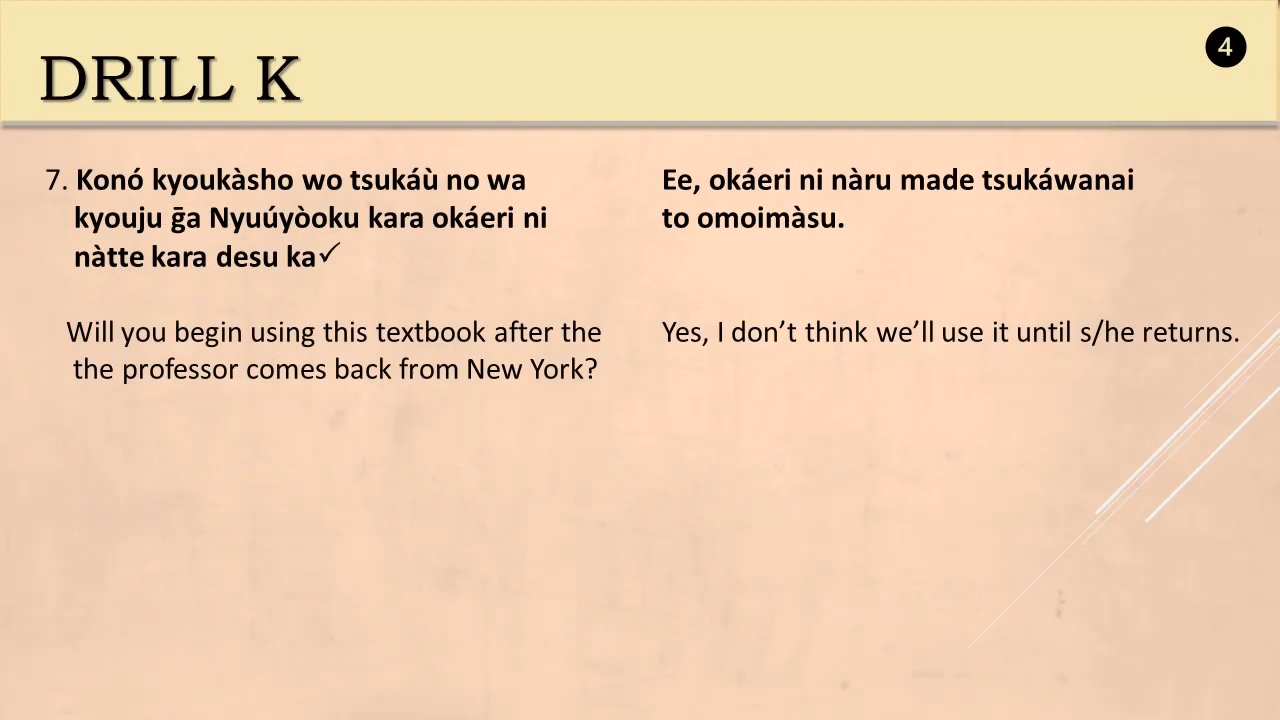 DRILL K
4
7. Konó kyoukàsho wo tsukáù no wa
kyouju g̃a Nyuúyòoku kara okáeri ni
nàtte kara desu ka✓
Ee, okáeri ni nàru made tsukáwanai
to omoimàsu.
Will you begin using this textbook after the
the professor comes back from New York?
Yes, I don’t think we’ll use it until s/he returns.